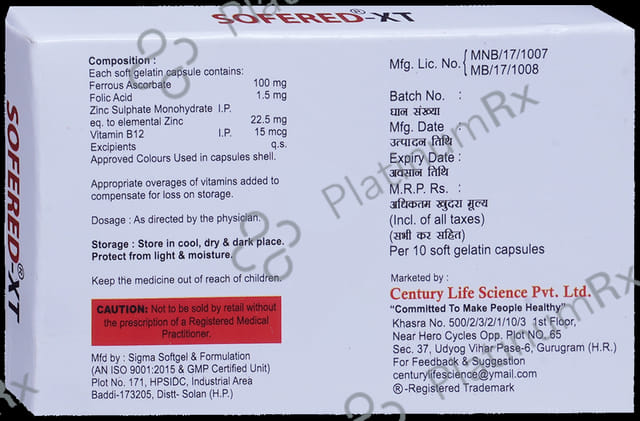 SOFERED®-XT
SOFERED®-XT
Composition :
Each soft gelatin capsule contains:
Ferrous Ascorbate 100 mg
Folic Acid 1.5 mg
Zinc Sulphate Monohydrate I.P.
eq. to elemental Zinc 22.5 mg
Vitamin B12 I.P. 15 mcg
Excipients q.s.
Approved Colours Used in capsules shell.
Appropriate overages of vitamins added to
compensate for loss on storage.
Dosage : As directed by the physician.
Storage : Store in cool, dry & dark place.
Protect from light & moisture.
Keep the medicine out of reach of children.
CAUTION: Not to be sold by retail without
the prescription of a Registered Medical
Practitioner.
Mfd by : Sigma Softgel & Formulation
(AN ISO 9001:2015 & GMP Certified Unit)
Plot No. 171, HPSIDC, Industrial Area
Baddi-173205, Distt- Solan (H.P.)
Mfg. Lic. No. { MNB/17/1007
MB/17/1008
Batch No. :
घान संख्या
Mfg. Date :
उत्पादन तिथि
Expiry Date :
अवसान तिथि
M.R.P. Rs. :
अधिकतम खुदरा मूल्य
(Incl. of all taxes)
(सभी कर सहित)
Per 10 soft gelatin capsules
Marketed by :
Century Life Science Pvt. Ltd.
"Committed To Make People Healthy"
Khasra No. 500/2/3/2/1/10/3 1st Floor,
Near Hero Cycles Opp. Plot No. 65
Sec. 37, Udyog Vihar Pase-6, Gurugram (H.R.)
For Feedback & Suggestion
centurylifescience@ymail.com
®-Registered Trademark
PlatinumRx
PlatinumRx
PlatinumRx